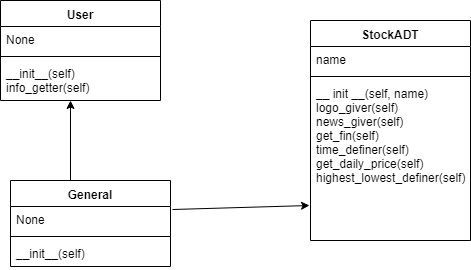 User
None
__init__(self)
info_getter(self)
StockADT
name
__ init __(self, name)
logo_giver(self)
news_giver(self)
get_fin(self)
time_definer(self)
get_daily_price(self)
highest_lowest_definer(self)
General
None
__init__(self)